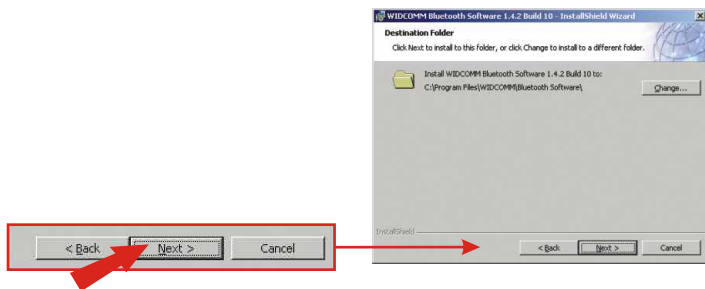 WIDCOMM Bluetooth Software 1.4.2 Build 10 - InstallShield Wizard
Destination Folder
Click Next to install to this folder, or click Change to install to a different folder.
Install WIDCOMM Bluetooth Software 1.4.2 Build 10 to:
C:\Program Files\WIDCOMM\Bluetooth Software\
Change...
InstallShield
< Back Next > Cancel
< Back Next > Cancel